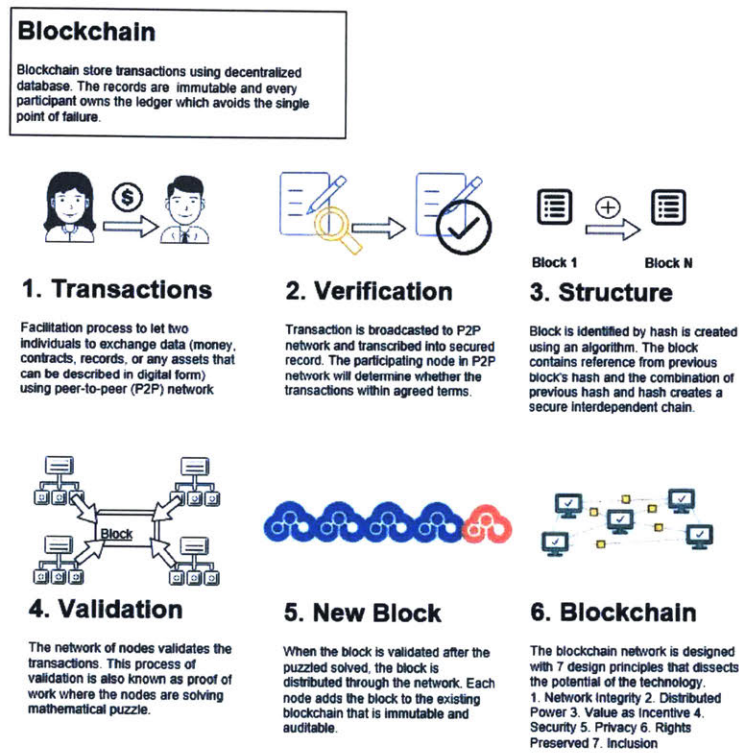 Blockchain
Blockchain store transactions using decentralized
database. The records are immutable and every
participant owns the ledger which avoids the single
point of failure.
$
1. Transactions
Facilitation process to let two
individuals to exchange data (money,
contracts, records, or any assets that
can be described in digital form)
using peer-to-peer (P2P) network
2. Verification
Transaction is broadcasted to P2P
network and transcribed into secured
record. The participating node in P2P
network will determine whether the
transactions within agreed terms.
Block 1
Block N
3. Structure
Block is identified by hash is created
using an algorithm. The block
contains reference from previous
block's hash and the combination of
previous hash and hash creates a
secure interdependent chain.
Block
4. Validation
The network of nodes validates the
transactions. This process of
validation is also known as proof of
work where the nodes are solving
mathematical puzzle.
5. New Block
When the block is validated after the
puzzled solved, the block is
distributed through the network. Each
node adds the block to the existing
blockchain that is immutable and
auditable.
6. Blockchain
The blockchain network is designed
with 7 design principles that dissects
the potential of the technology.
1. Network Integrity 2. Distributed
Power 3. Value as Incentive 4.
Security 5. Privacy 6. Rights
Preserved 7. Inclusion